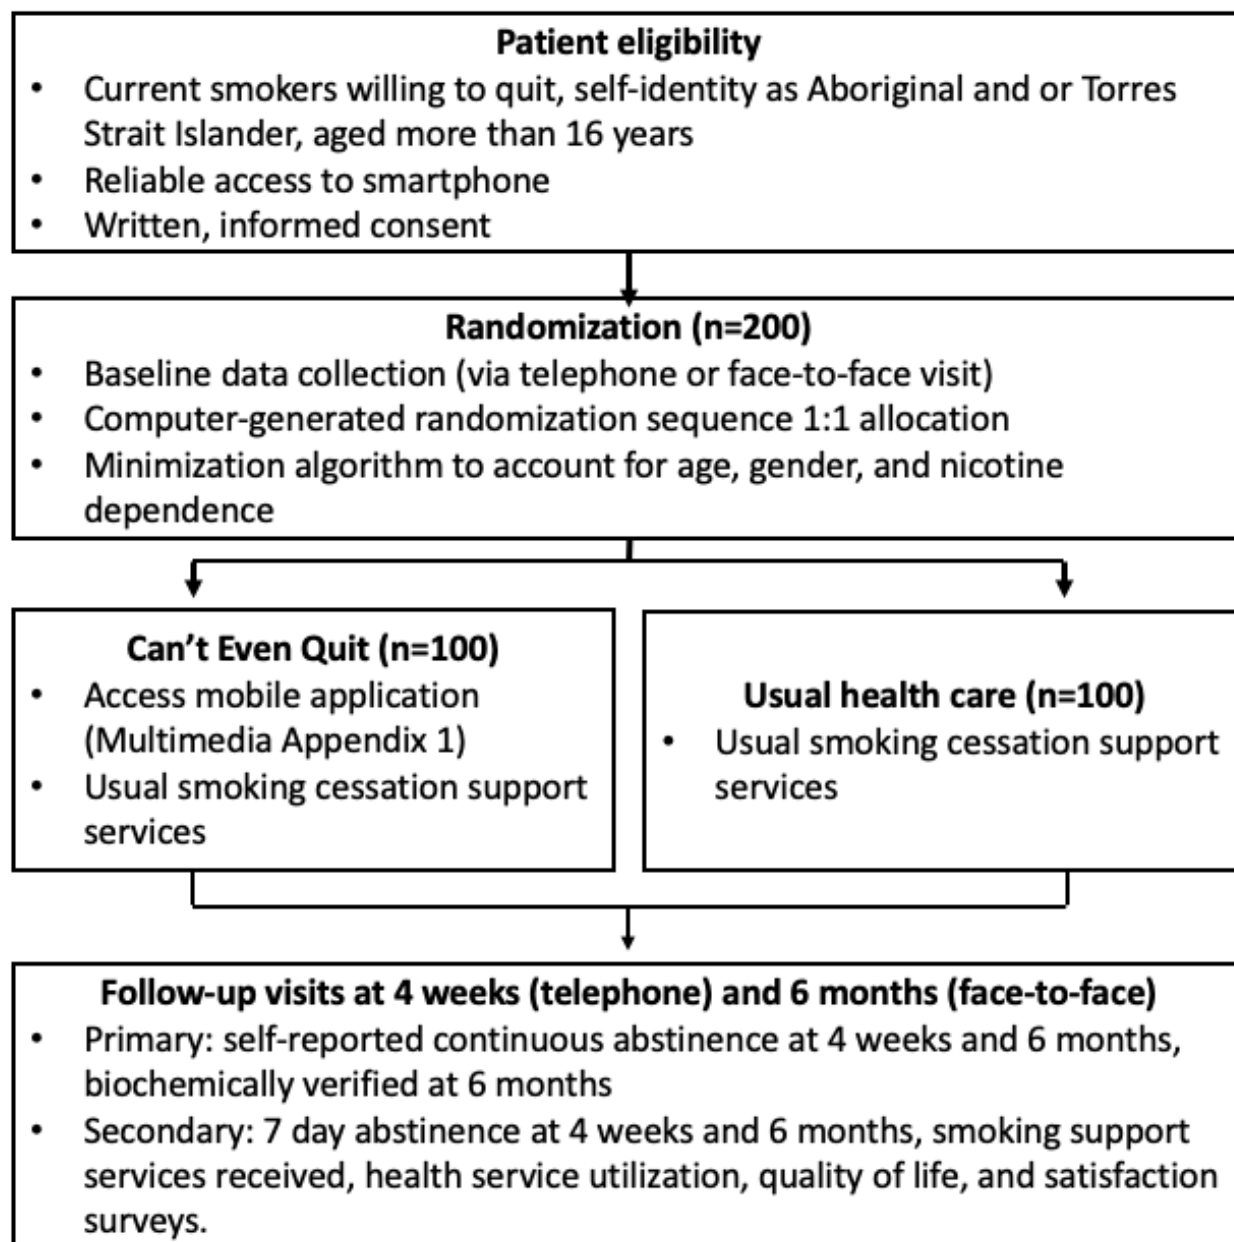 Patient eligibility
• Current smokers willing to quit, self-identity as Aboriginal and or Torres
Strait Islander, aged more than 16 years
• Reliable access to smartphone
• Written, informed consent
Randomization (n=200)
• Baseline data collection (via telephone or face-to-face visit)
• Computer-generated randomization sequence 1:1 allocation
• Minimization algorithm to account for age, gender, and nicotine
dependence
Can’t Even Quit (n=100)
• Access mobile application
(Multimedia Appendix 1)
• Usual smoking cessation support
services
Usual health care (n=100)
• Usual smoking cessation support
services
Follow-up visits at 4 weeks (telephone) and 6 months (face-to-face)
• Primary: self-reported continuous abstinence at 4 weeks and 6 months,
biochemically verified at 6 months
• Secondary: 7 day abstinence at 4 weeks and 6 months, smoking support
services received, health service utilization, quality of life, and satisfaction
surveys.